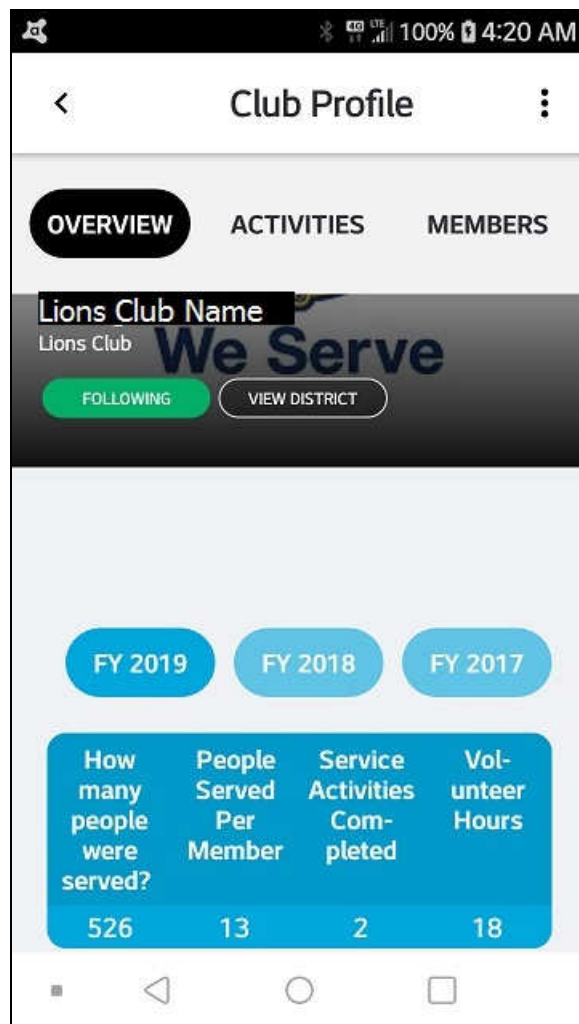 4G LTE 100% 4:20 AM
Club Profile
OVERVIEW ACTIVITIES MEMBERS
Lions Club Name
Lions Club
We Serve
FOLLOWING VIEW DISTRICT
FY 2019 FY 2018 FY 2017
How People Service Vol-
many Served Activities unteer
people Per Com- Hours
were Member pleted
served?
526 13 2 18